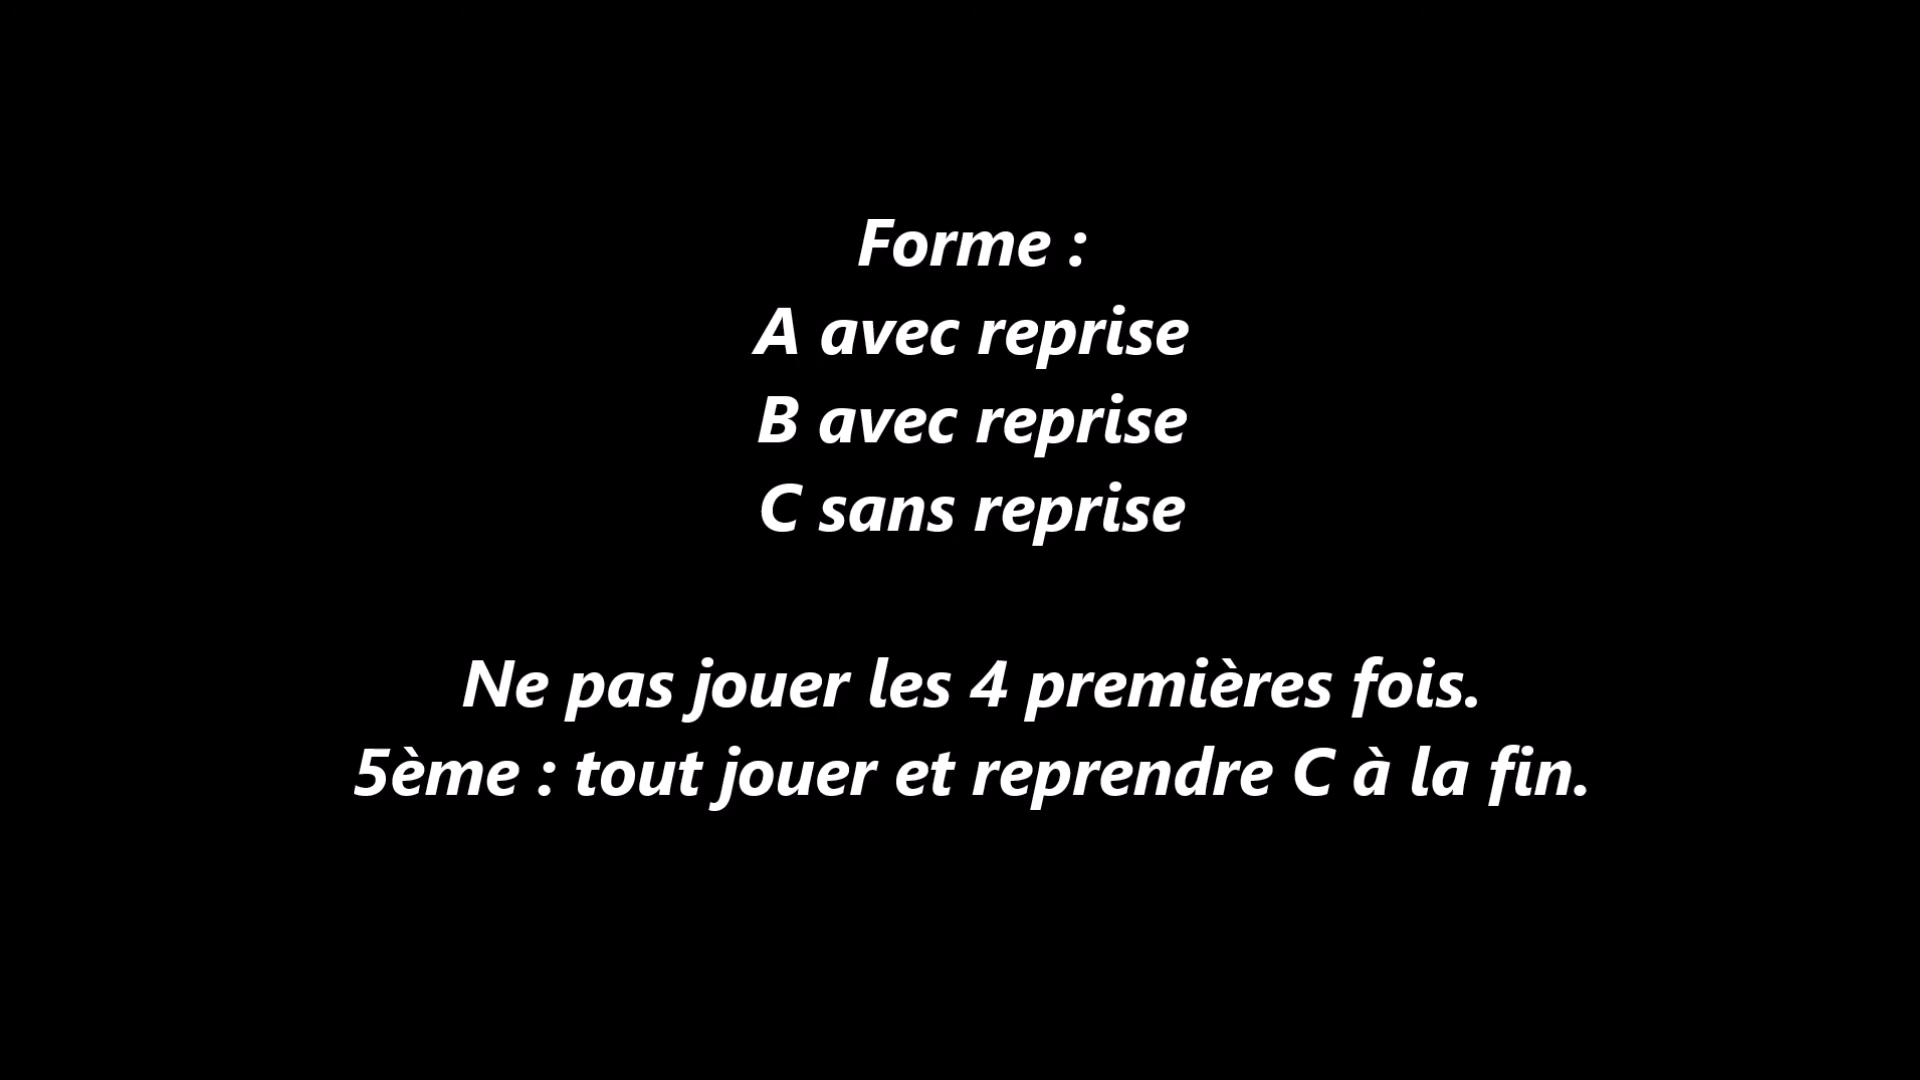 Forme :
A avec reprise
B avec reprise
C sans reprise
Ne pas jouer les 4 premières fois.
5ème : tout jouer et reprendre C à la fin.